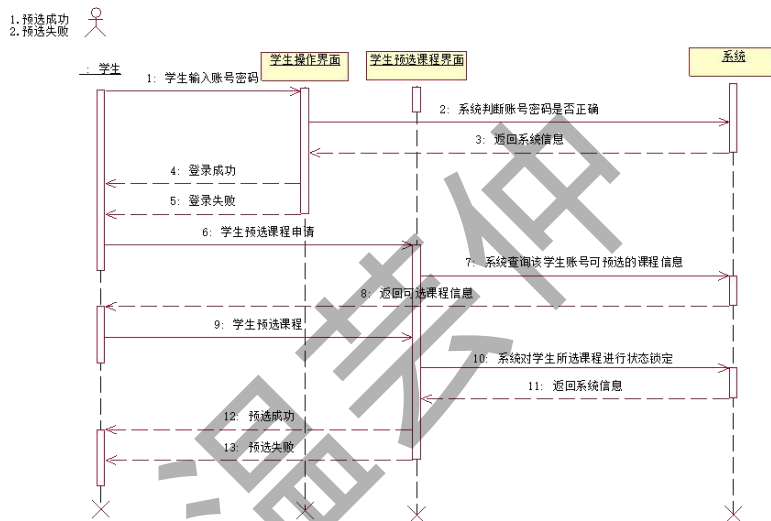 1.预选成功
2.预选失败
: 学生
学生操作界面
学生预选课程界面
系统
1: 学生输入账号密码
2: 系统判断账号密码是否正确
3: 返回系统信息
4: 登录成功
5: 登录失败
6: 学生预选课程申请
7: 系统查询该学生账号可预选的课程信息
8: 返回可选课程信息
9: 学生预选课程
10: 系统对学生所选课程进行状态锁定
11: 返回系统信息
12: 预选成功
13: 预选失败
温芸仲